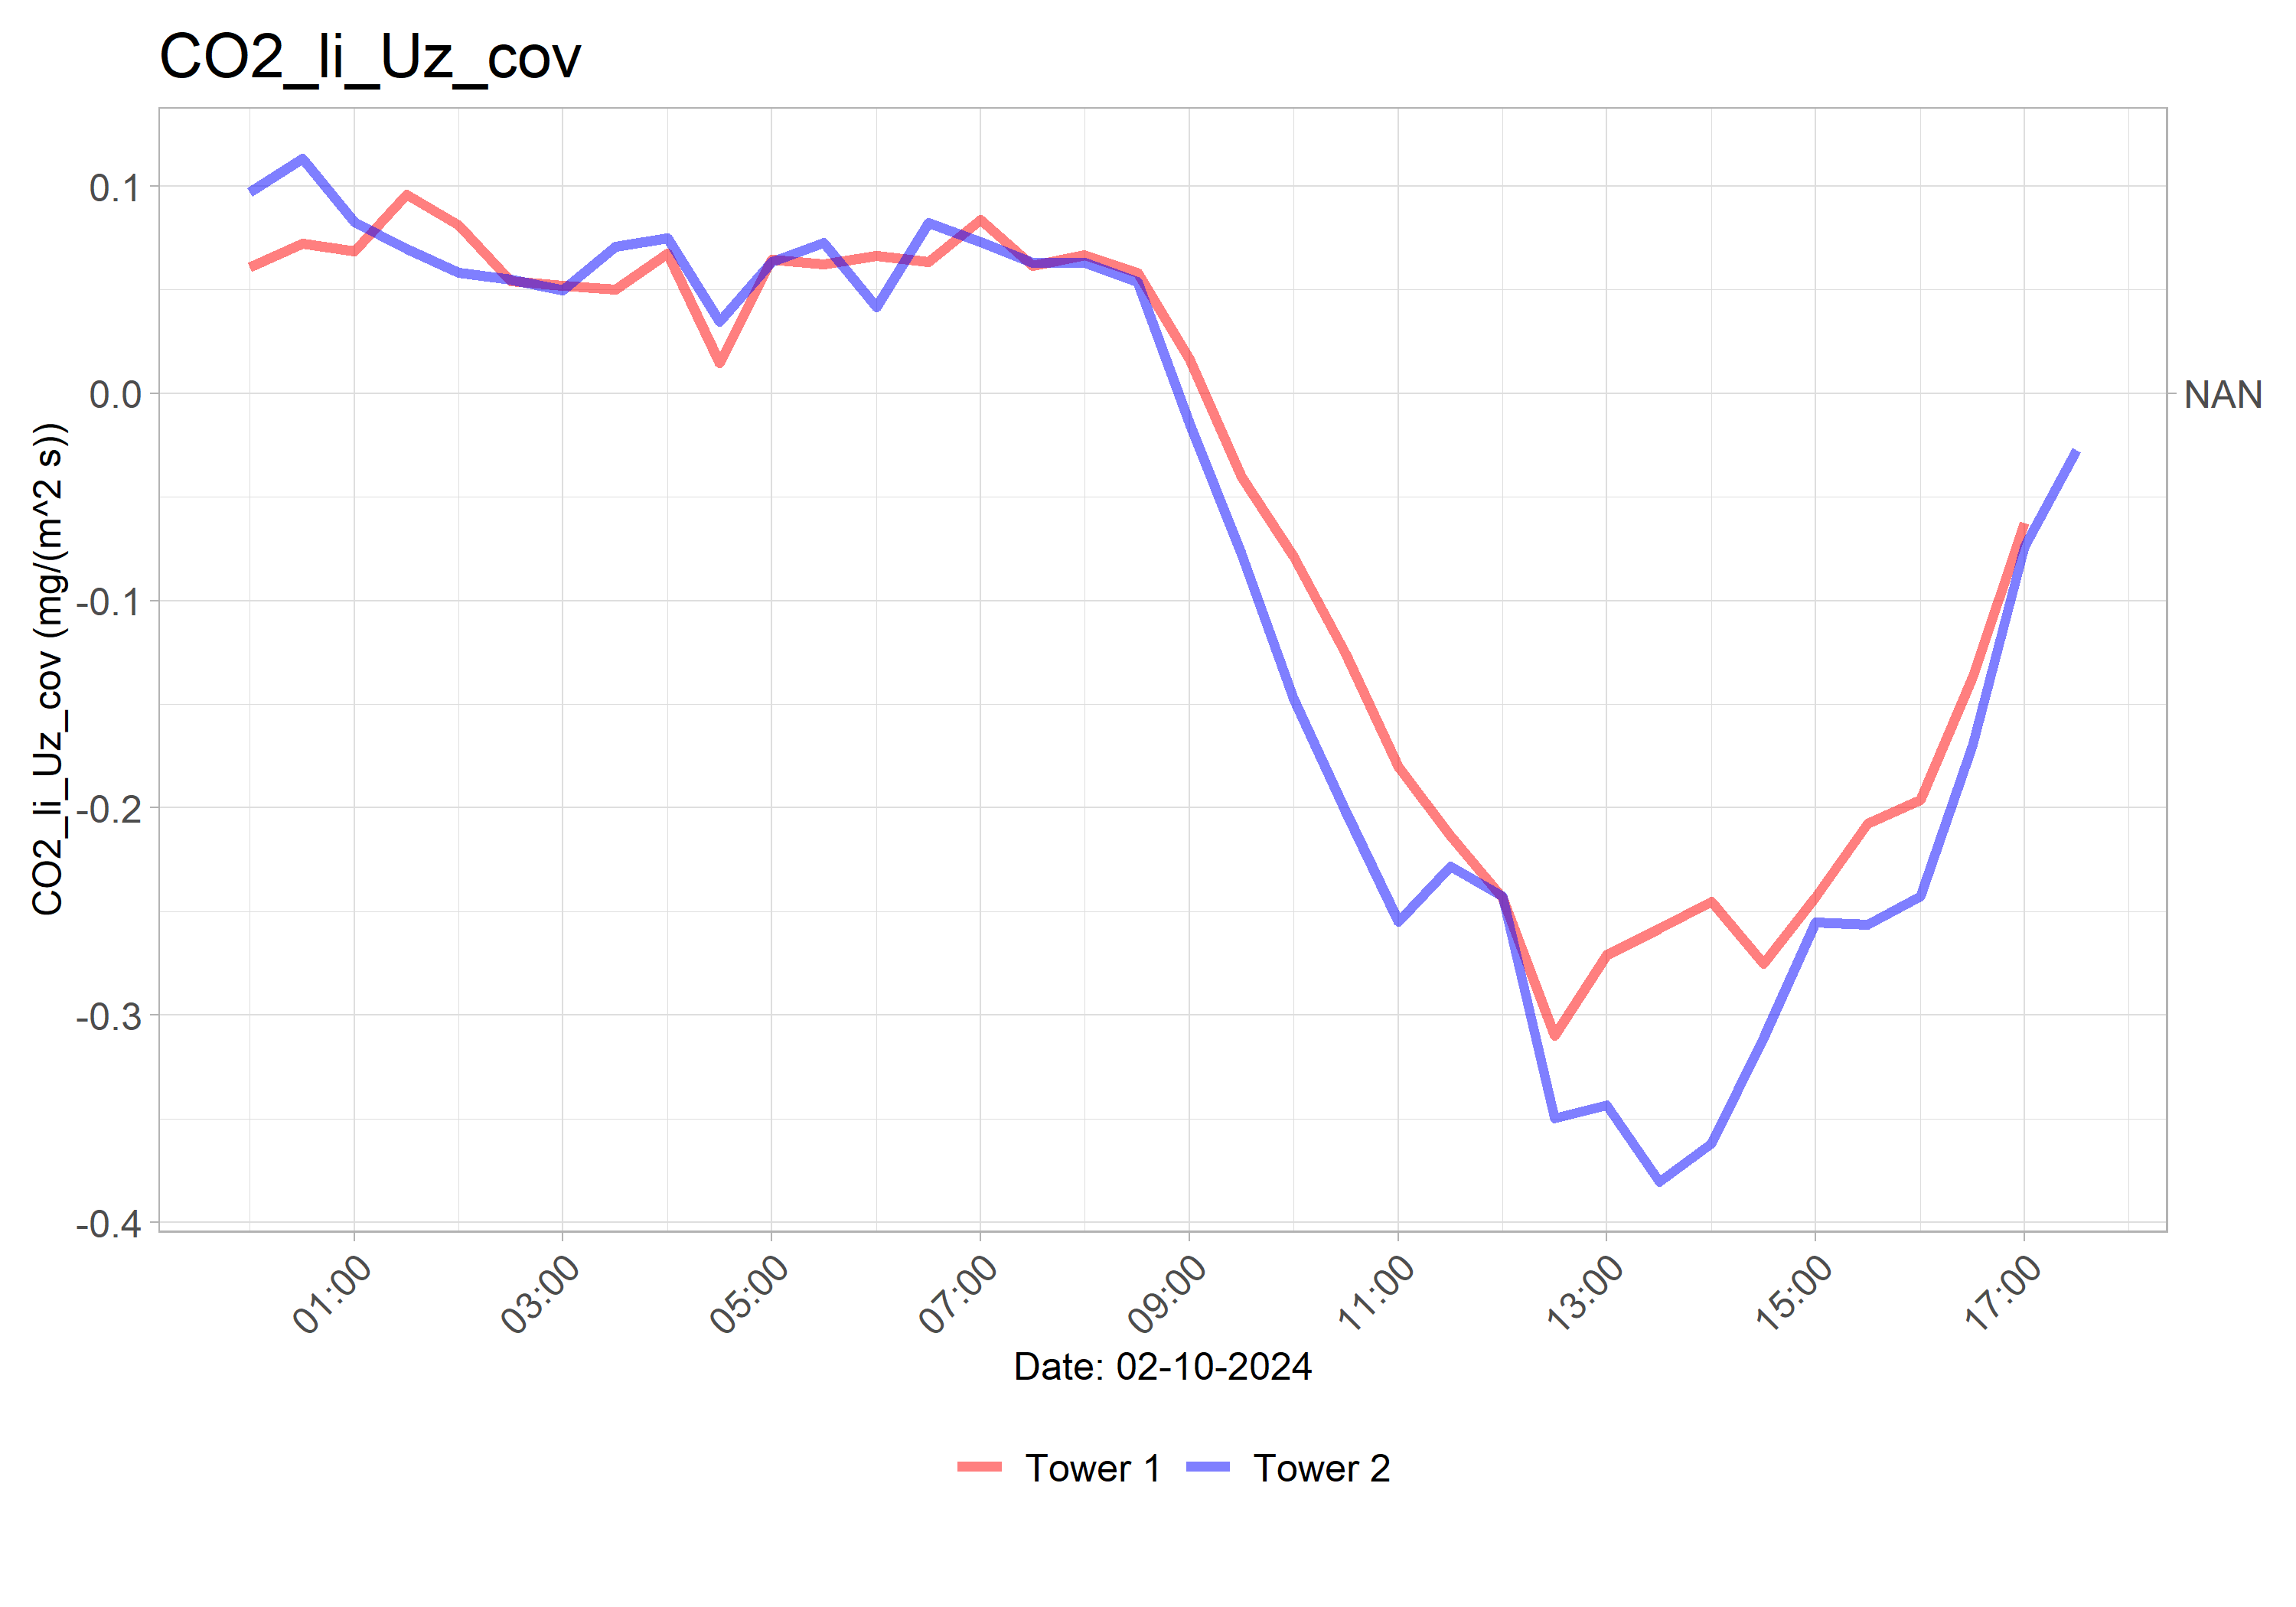 CO2_li_Uz_cov
CO2_li_Uz_cov (mg/(m^2 s))
0.1
0.0
-0.1
-0.2
-0.3
-0.4
NAN
01:00
03:00
05:00
07:00
09:00
11:00
13:00
15:00
17:00
Date: 02-10-2024
Tower 1
Tower 2